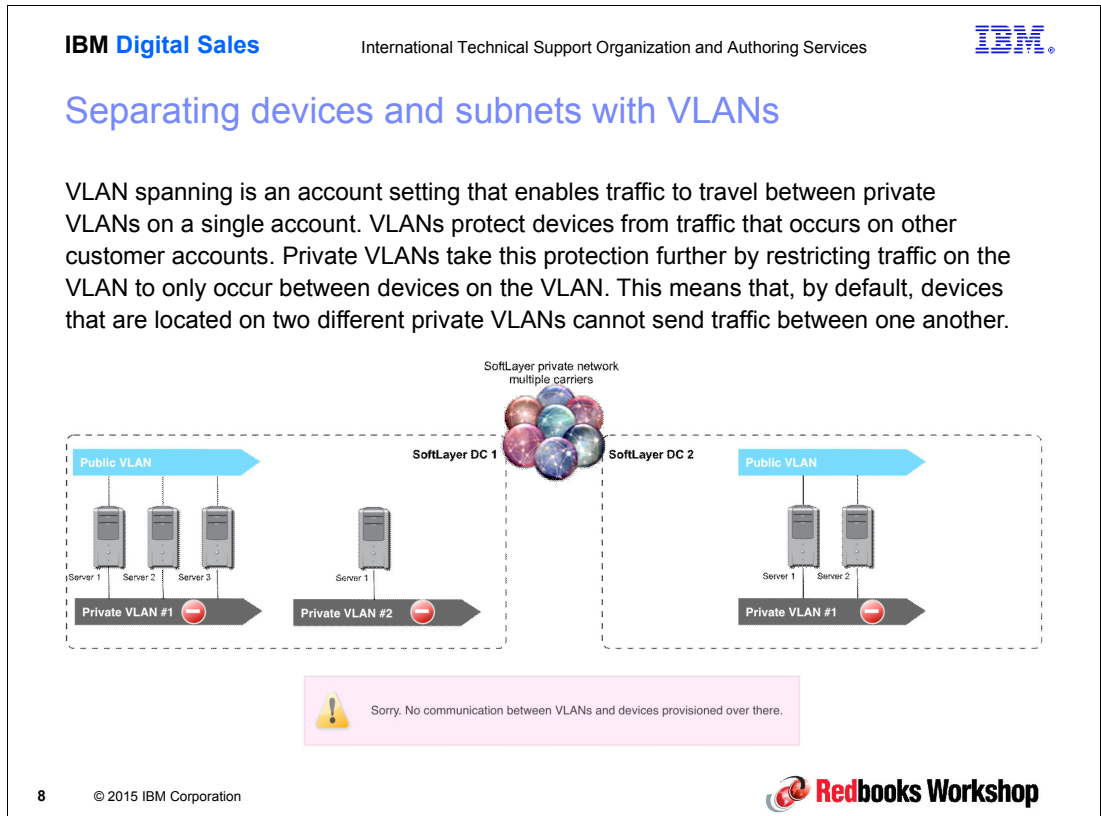 IBM Digital Sales
International Technical Support Organization and Authoring Services
IBM®
Separating devices and subnets with VLANs
VLAN spanning is an account setting that enables traffic to travel between private
VLANs on a single account. VLANs protect devices from traffic that occurs on other
customer accounts. Private VLANs take this protection further by restricting traffic on the
VLAN to only occur between devices on the VLAN. This means that, by default, devices
that are located on two different private VLANs cannot send traffic between one another.
SoftLayer private network
multiple carriers
SoftLayer DC 1
SoftLayer DC 2
Public VLAN
Server 1
Server 2
Server 3
Private VLAN #1
Server 1
Private VLAN #2
Public VLAN
Server 1
Server 2
Private VLAN #1
Sorry. No communication between VLANs and devices provisioned over there.
8
© 2015 IBM Corporation
Redbooks Workshop